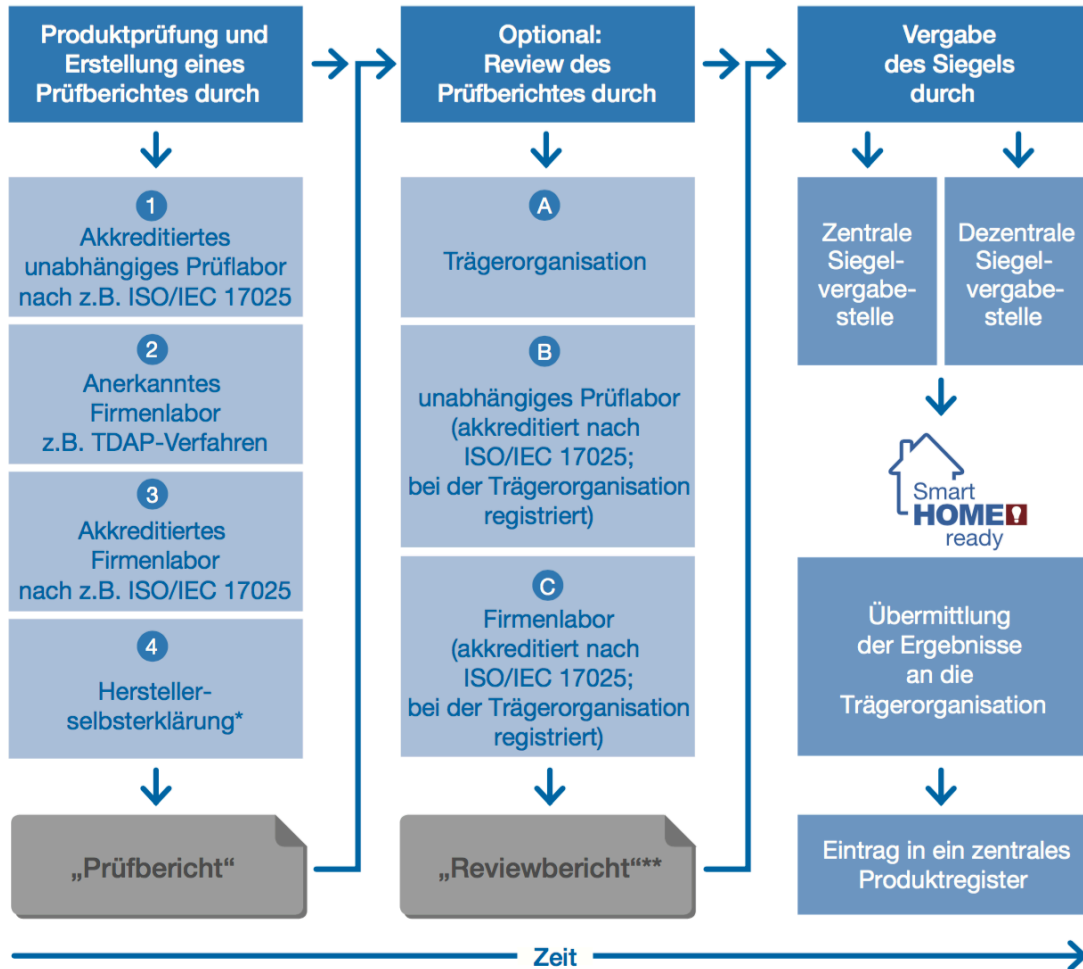 Produktprüfung und
Erstellung eines
Prüfberichtes durch
1
Akkreditiertes
unabhängiges Prüflabor
nach z.B. ISO/IEC 17025
2
Anerkanntes
Firmenlabor
z.B. TDAP-Verfahren
3
Akkreditiertes
Firmenlabor
nach z.B. ISO/IEC 17025
4
Hersteller-
selbsterklärung*
„Prüfbericht“
Optional:
Review des
Prüfberichtes durch
A
Trägerorganisation
B
unabhängiges Prüflabor
(akkreditiert nach
ISO/IEC 17025;
bei der Trägerorganisation
registriert)
C
Firmenlabor
(akkreditiert nach
ISO/IEC 17025;
bei der Trägerorganisation
registriert)
„Reviewbericht“**
Vergabe
des Siegels
durch
Zentrale
Siegel-
vergabe-
stelle
Dezentrale
Siegel-
vergabe-
stelle
Smart
HOME
ready
Übermittlung
der Ergebnisse
an die
Trägerorganisation
Eintrag in ein zentrales
Produktregister
Zeit